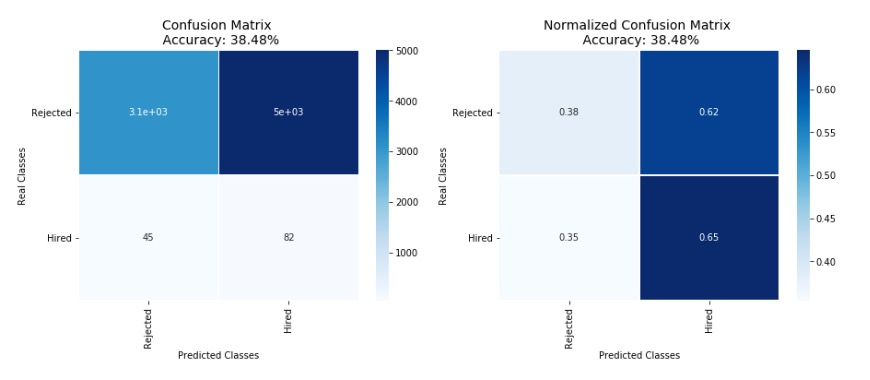 Confusion Matrix
Accuracy: 38.48%
Real Classes
Rejected
Hired
3.1e+03
5e+03
45
82
5000
4000
3000
2000
1000
Rejected
Hired
Predicted Classes
Normalized Confusion Matrix
Accuracy: 38.48%
Real Classes
Rejected
Hired
0.38
0.62
0.35
0.65
0.60
0.55
0.50
0.45
0.40
Rejected
Hired
Predicted Classes